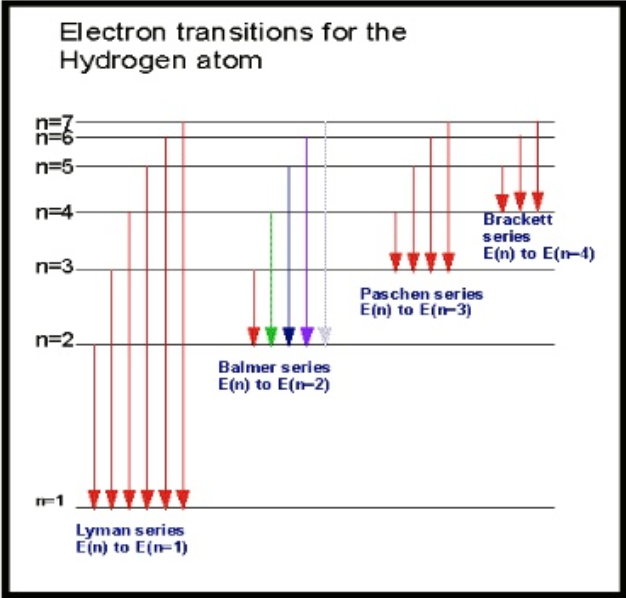 Electron transitions for the
Hydrogen atom
n=7
n=6
n=5
n=4
Brackett
series
E(n) to E(n=4)
n=3
Paschen series
E(n) to E(n=3)
n=2
Balmer series
E(n) to E(n=2)
n=1
Lyman series
E(n) to E(n=1)